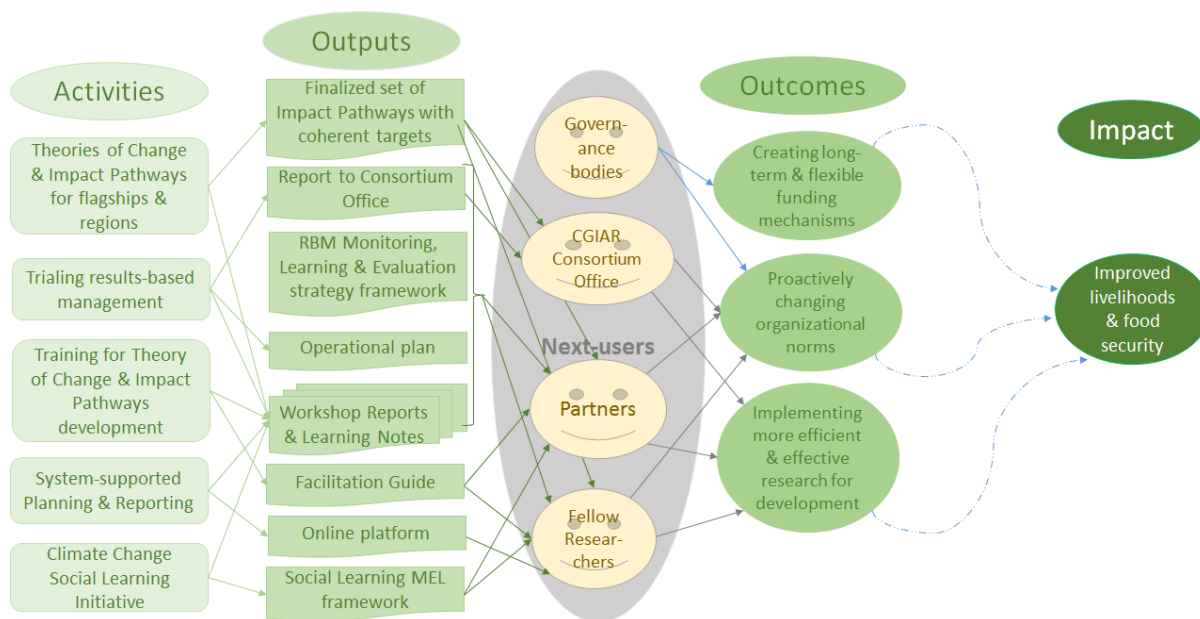 Activities
Theories of Change
& Impact Pathways
for flagships &
regions
Trialing results-based
management
Training for Theory
of Change & Impact
Pathways
development
System-supported
Planning & Reporting
Climate Change
Social Learning
Initiative
Outputs
Finalized set of
Impact Pathways with
coherent targets
Report to Consortium
Office
RBM Monitoring,
Learning & Evaluation
strategy framework
Operational plan
Workshop Reports
& Learning Notes
Facilitation Guide
Online platform
Social Learning MEL
framework
Govern-
ance
bodies
CGIAR
Consortium
Office
Next-users
Partners
Fellow
Resear-
chers
Outcomes
Creating long-
term & flexible
funding
mechanisms
Proactively
changing
organizational
norms
Implementing
more efficient
& effective
research for
development
Impact
Improved
livelihoods
& food
security